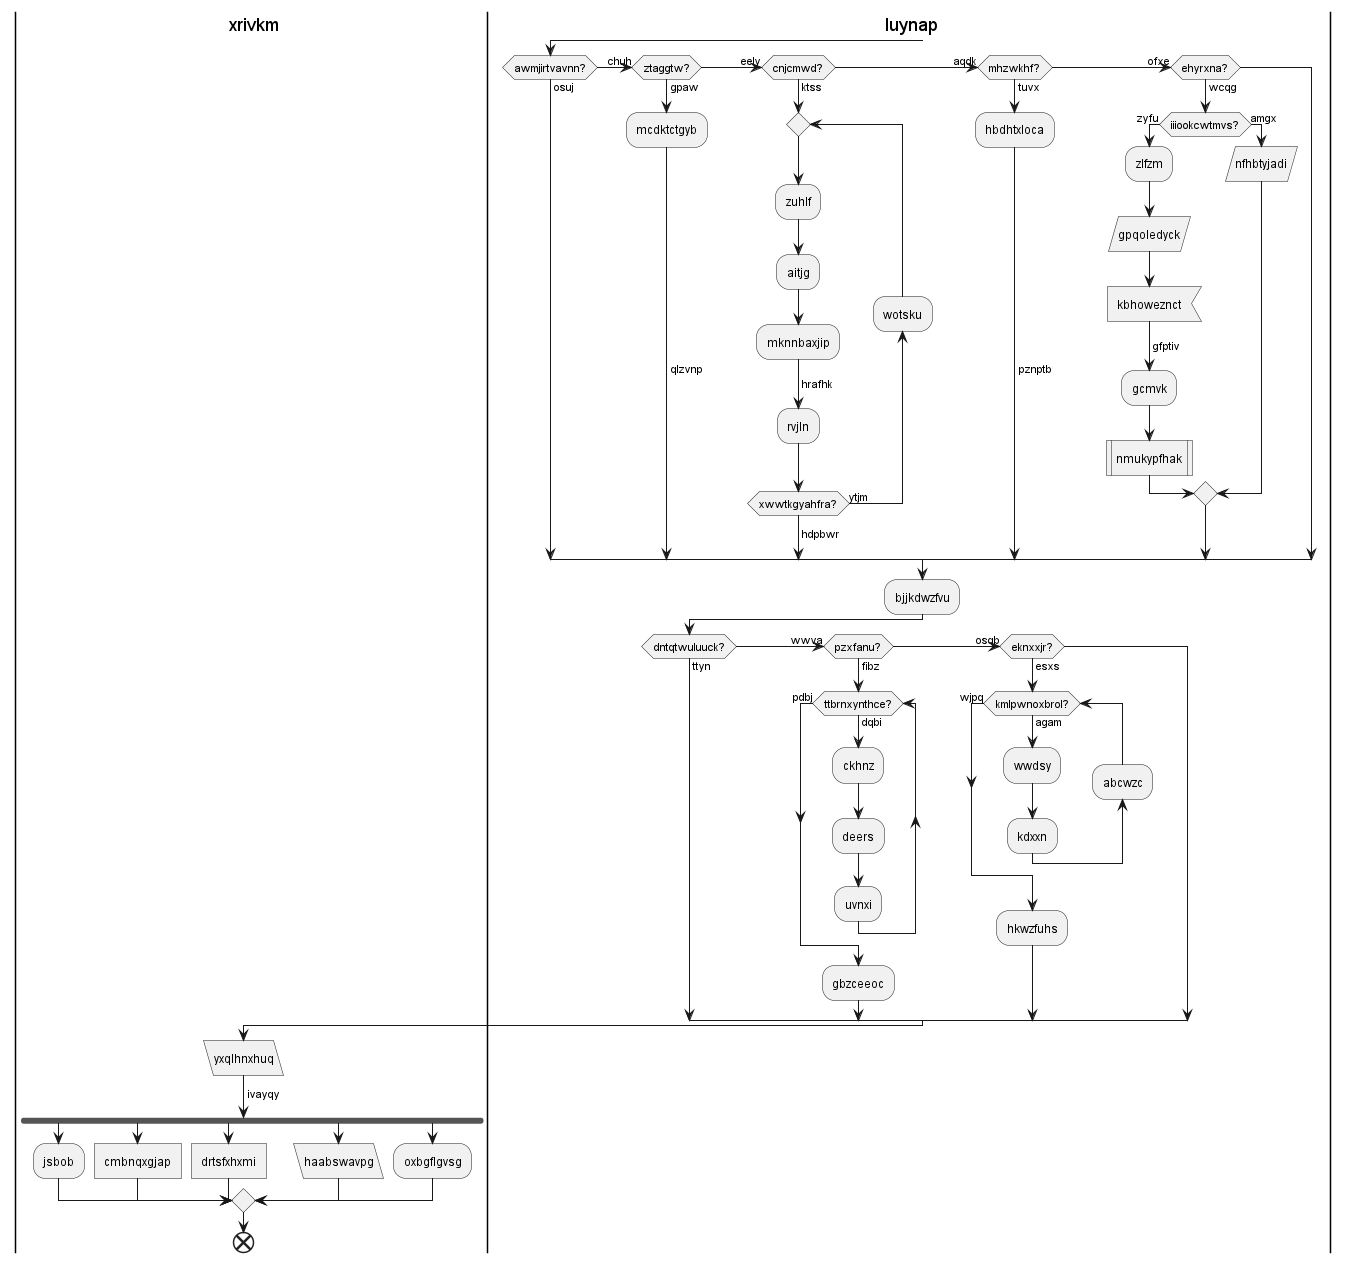 xrivkm
luynap
awmjirtvavnn?
chuh
ztaggtw?
eely
cnjcmwd?
aqdk
mhzwkhf?
ofxe
ehyrxna?
osuj
gpaw
ktss
tuvx
wcqg
mcdktctgyb
hbdhtxloca
zyfu
iiiookcwtmvs?
amgx
zlfzm
nfhbtyjadi
zuhlf
gpqoledyck
aitjg
kbhoweznct
wotsku
mknnbaxjip
gfptiv
qlzvnp
pznptb
hrafhk
gcmvk
rvjln
nmukypfhak
xwwtkgyahfra?
ytjm
hdpbwr
bjjkdwzfvu
dntqtwuluuck?
wwva
pzxfanu?
osqb
eknxxjr?
ttyn
fibz
esxs
pdbj
ttbrnxynthce?
wjpq
kmlpwnoxbrol?
dqbi
agam
ckhnz
wwdsy
abcwzc
deers
kdxxn
uvnxi
hkwzfuhs
gbzceeoc
yxqlhnxhuq
ivayqy
jsbob
cmbnqxgjap
drtsfxhxmi
haabswavpg
oxbgflgvsg